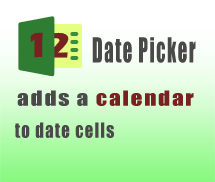 12 Date Picker
adds a calendar
to date cells